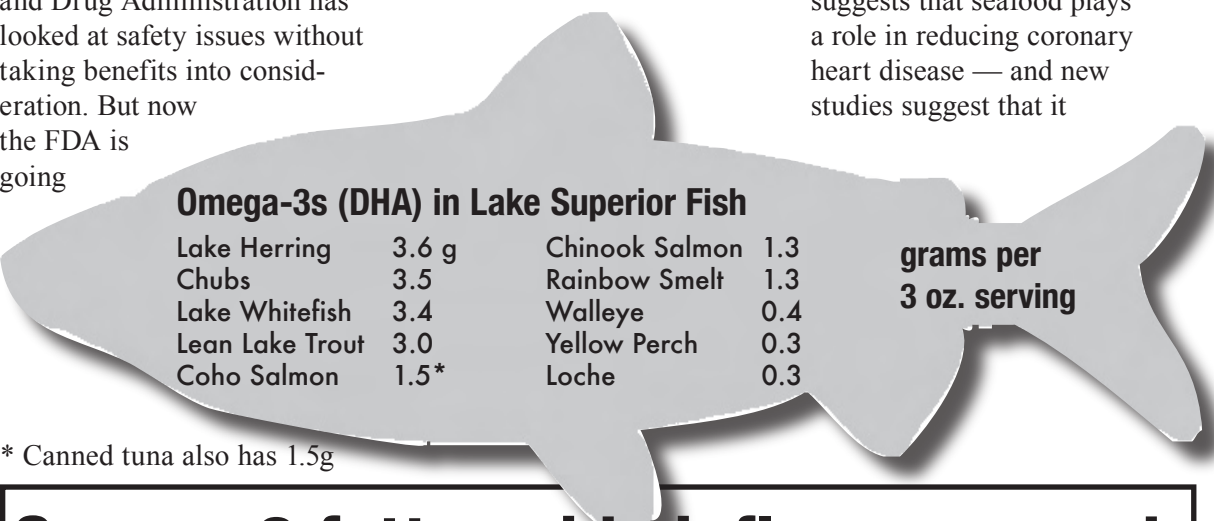 and Drug Administration has
looked at safety issues without
taking benefits into consid-
eration. But now
the FDA is
going
suggests that seafood plays
a role in reducing coronary
heart disease — and new
studies suggest that it
Omega-3s (DHA) in Lake Superior Fish
Lake Herring 3.6 g
Chubs 3.5
Lake Whitefish 3.4
Lean Lake Trout 3.0
Coho Salmon 1.5*
Chinook Salmon 1.3
Rainbow Smelt 1.3
Walleye 0.4
Yellow Perch 0.3
Loche 0.3
grams per
3 oz. serving
* Canned tuna also has 1.5g